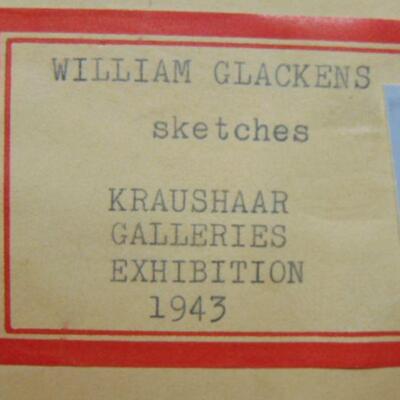 WILLIAM GLACKENS
sketches
KRAUSHAAR
GALLERIES
EXHIBITION
1943